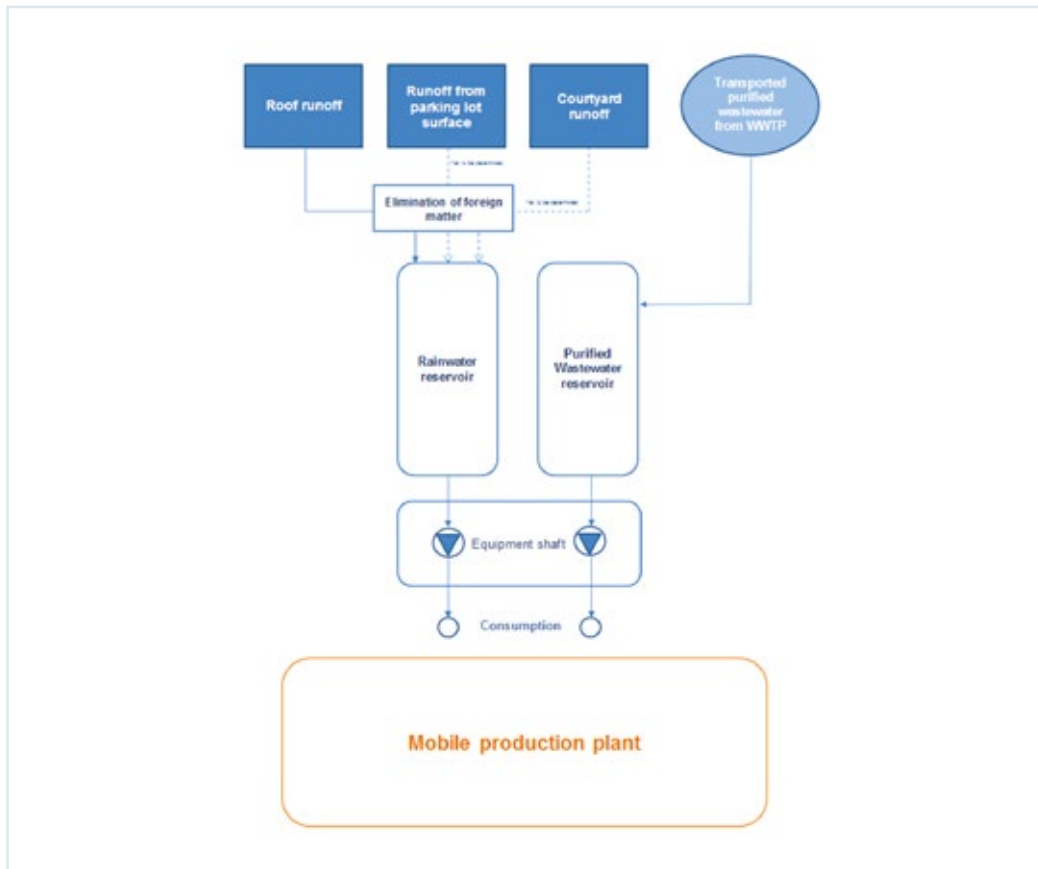 Roof runoff
Runoff from
parking lot
surface
Courtyard
runoff
Transported
purified
wastewater
from WWTP
Elimination of foreign
matter
Rainwater
reservoir
Purified
Wastewater
reservoir
Equipment shaft
Consumption
Mobile production plant